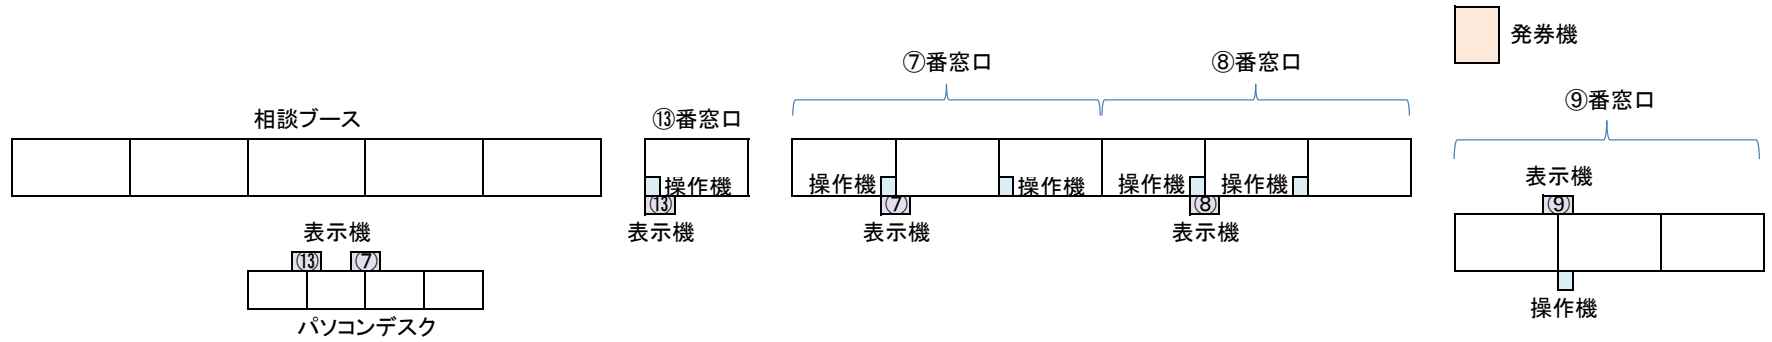 発券機
⑦番窓口
⑧番窓口
⑨番窓口
相談ブース
⑬番窓口
操作機
操作機
操作機
操作機
操作機
表示機
⑬
⑦
⑧
⑨
表示機
表示機
表示機
表示機
⑬
⑦
操作機
パソコンデスク